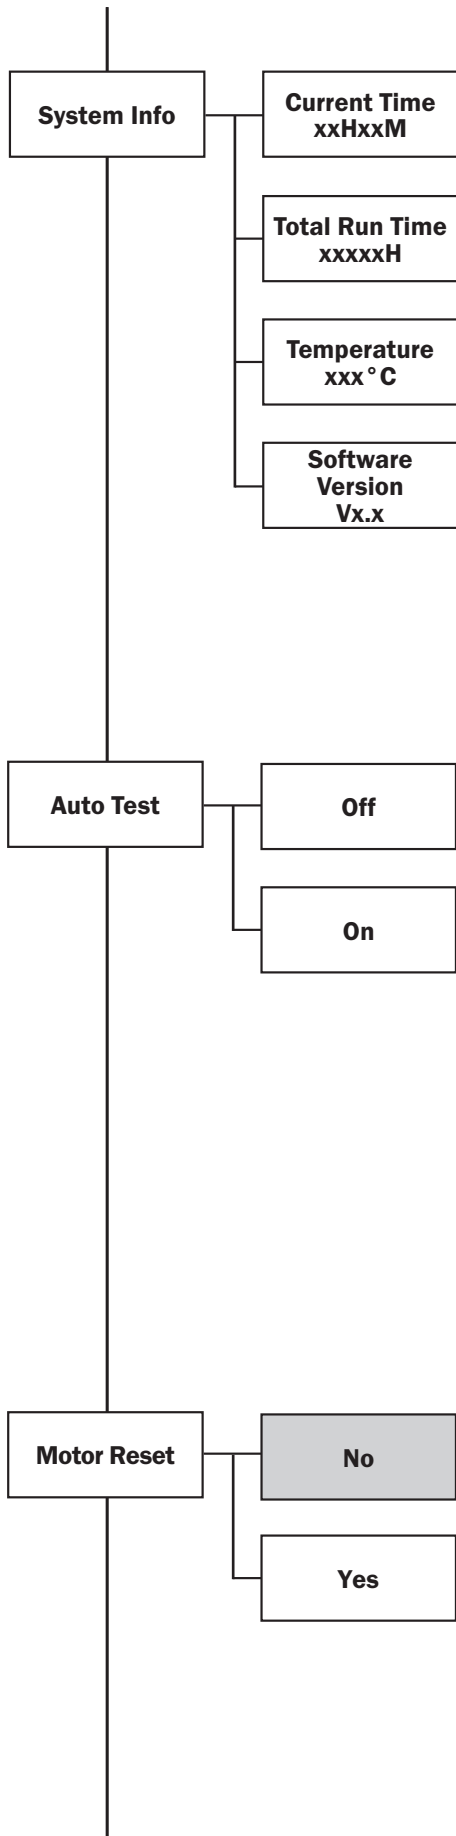 System Info
Current Time
xxHxxM
Total Run Time
xxxxxH
Temperature
xxx°C
Software
Version
Vx.x
Auto Test
Off
On
Motor Reset
No
Yes